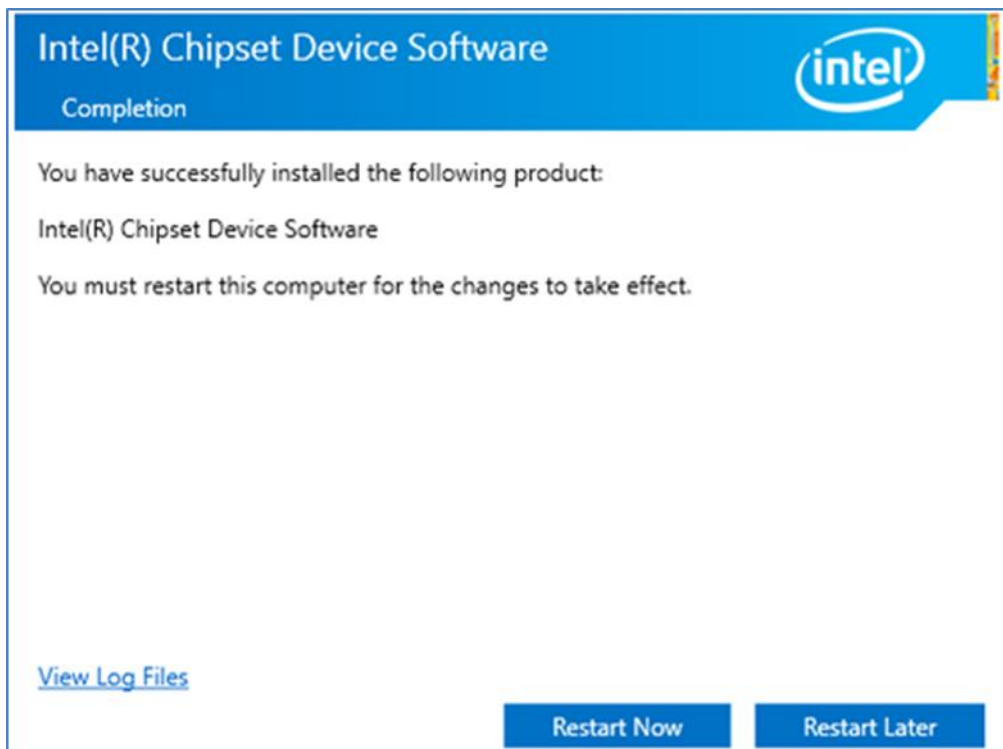 Intel(R) Chipset Device Software
intel
Completion
You have successfully installed the following product:
Intel(R) Chipset Device Software
You must restart this computer for the changes to take effect.
View Log Files
Restart Now
Restart Later